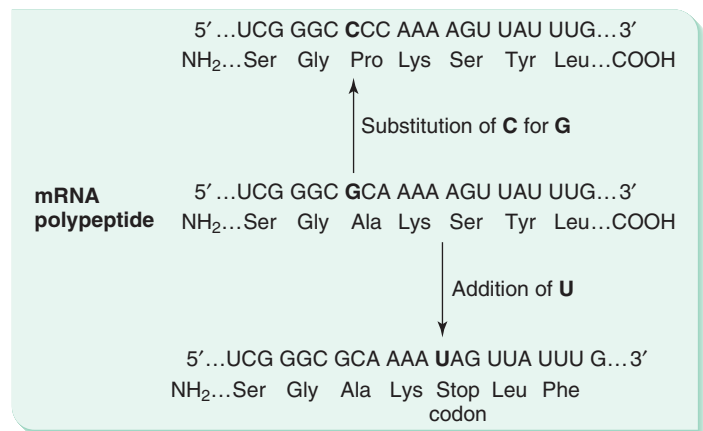 5′ ...UCG GGC CCC AAA AGU UAU UUG...3′
NH₂...Ser Gly Pro Lys Ser Tyr Leu...COOH
Substitution of C for G
mRNA 5′ ...UCG GGC GCA AAA AGU UAU UUG...3′
polypeptide NH₂...Ser Gly Ala Lys Ser Tyr Leu...COOH
Addition of U
5′...UCG GGC GCA AAA UAG UUA UUU G...3′
NH₂...Ser Gly Ala Lys Stop Leu Phe
codon